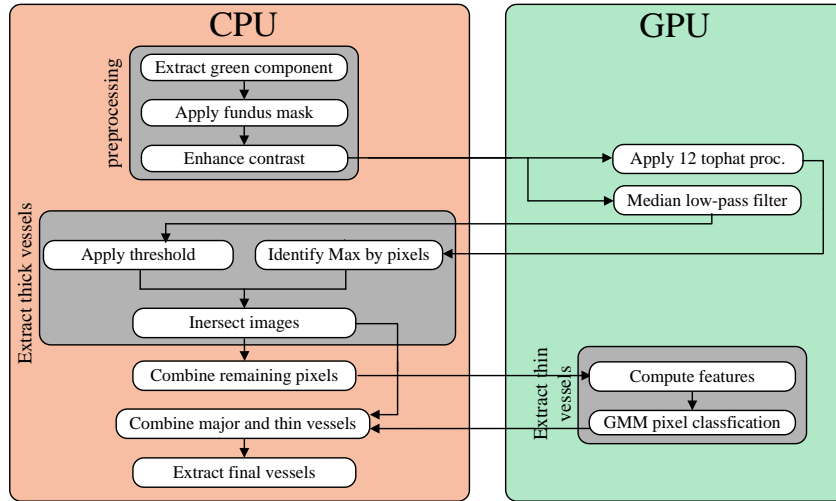 CPU
GPU
preprocessing
Extract green component
Apply fundus mask
Enhance contrast
Apply 12 tophat proc.
Median low-pass filter
Extract thick vessels
Apply threshold
Identify Max by pixels
Inersect images
Combine remaining pixels
Extract thin
vessels
Compute features
GMM pixel classfication
Combine major and thin vessels
Extract final vessels